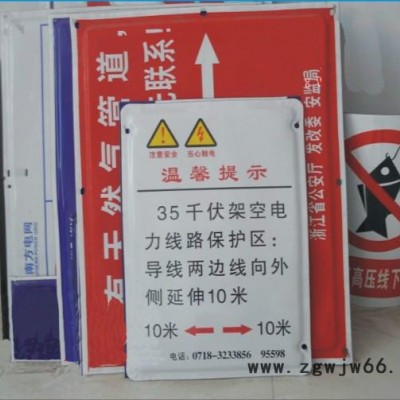 注意安全 当心触电
温馨提示
35千伏架空电
力线路保护区：
导线两边线向外
侧延伸10米
10米 10米
电话：0718-3233856 95598
有天然气管道，
联系！
浙江省公安厅 发改委 安监局
南方电网
高压线下
www.zgwjw66.